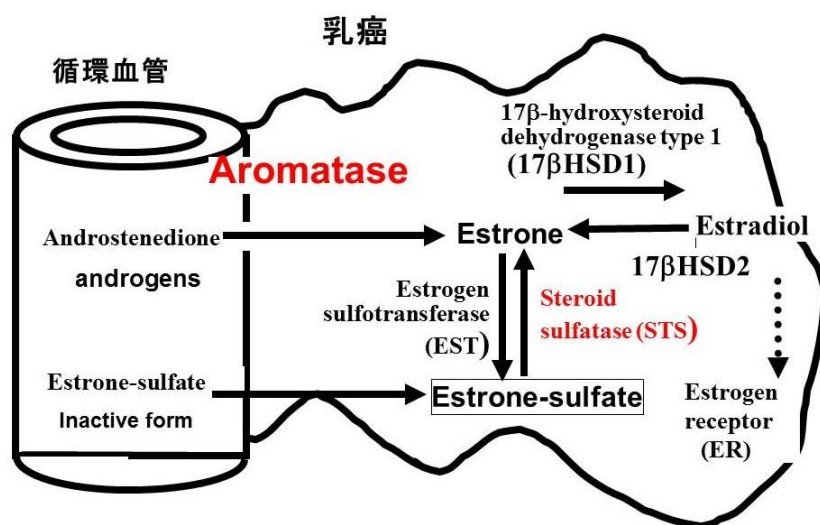 乳癌
循環血管
17β-hydroxysteroid
dehydrogenase type 1
(17βHSD1)
Aromatase
Androstenedione
androgens
Estrone
Estradiol
17βHSD2
Estrogen
sulfotransferase
(EST)
Steroid
sulfatase (STS)
Estrone-sulfate
Inactive form
Estrone-sulfate
Estrogen
receptor
(ER)